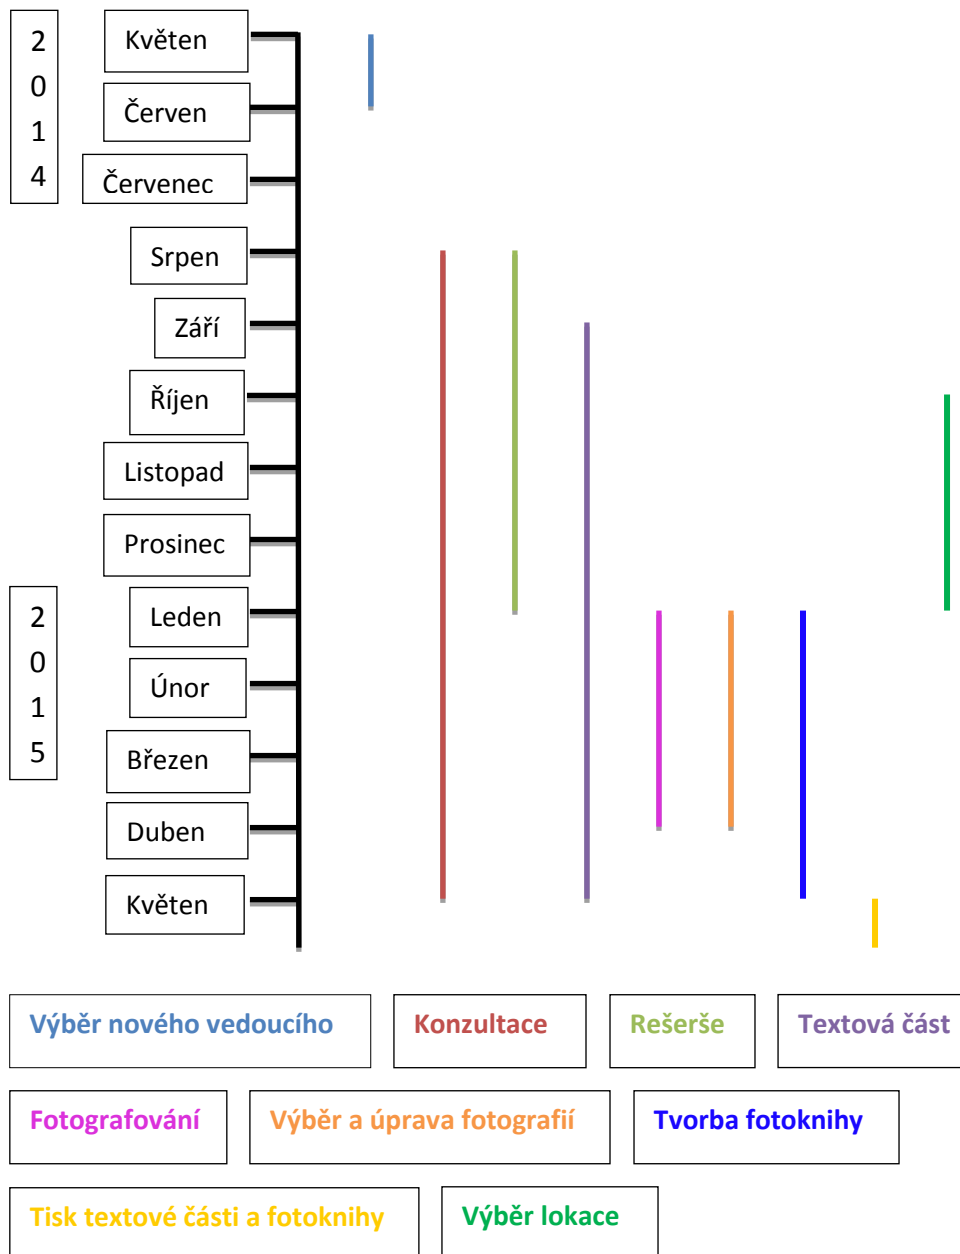 2
0
1
4
Květen
Červen
Červenec
Srpen
Září
Říjen
Listopad
Prosinec
2
0
1
5
Leden
Únor
Březen
Duben
Květen
Výběr nového vedoucího Konzultace Rešerše Textová část
Fotografování Výběr a úprava fotografií Tvorba fotoknihy
Tisk textové části a fotoknihy Výběr lokace